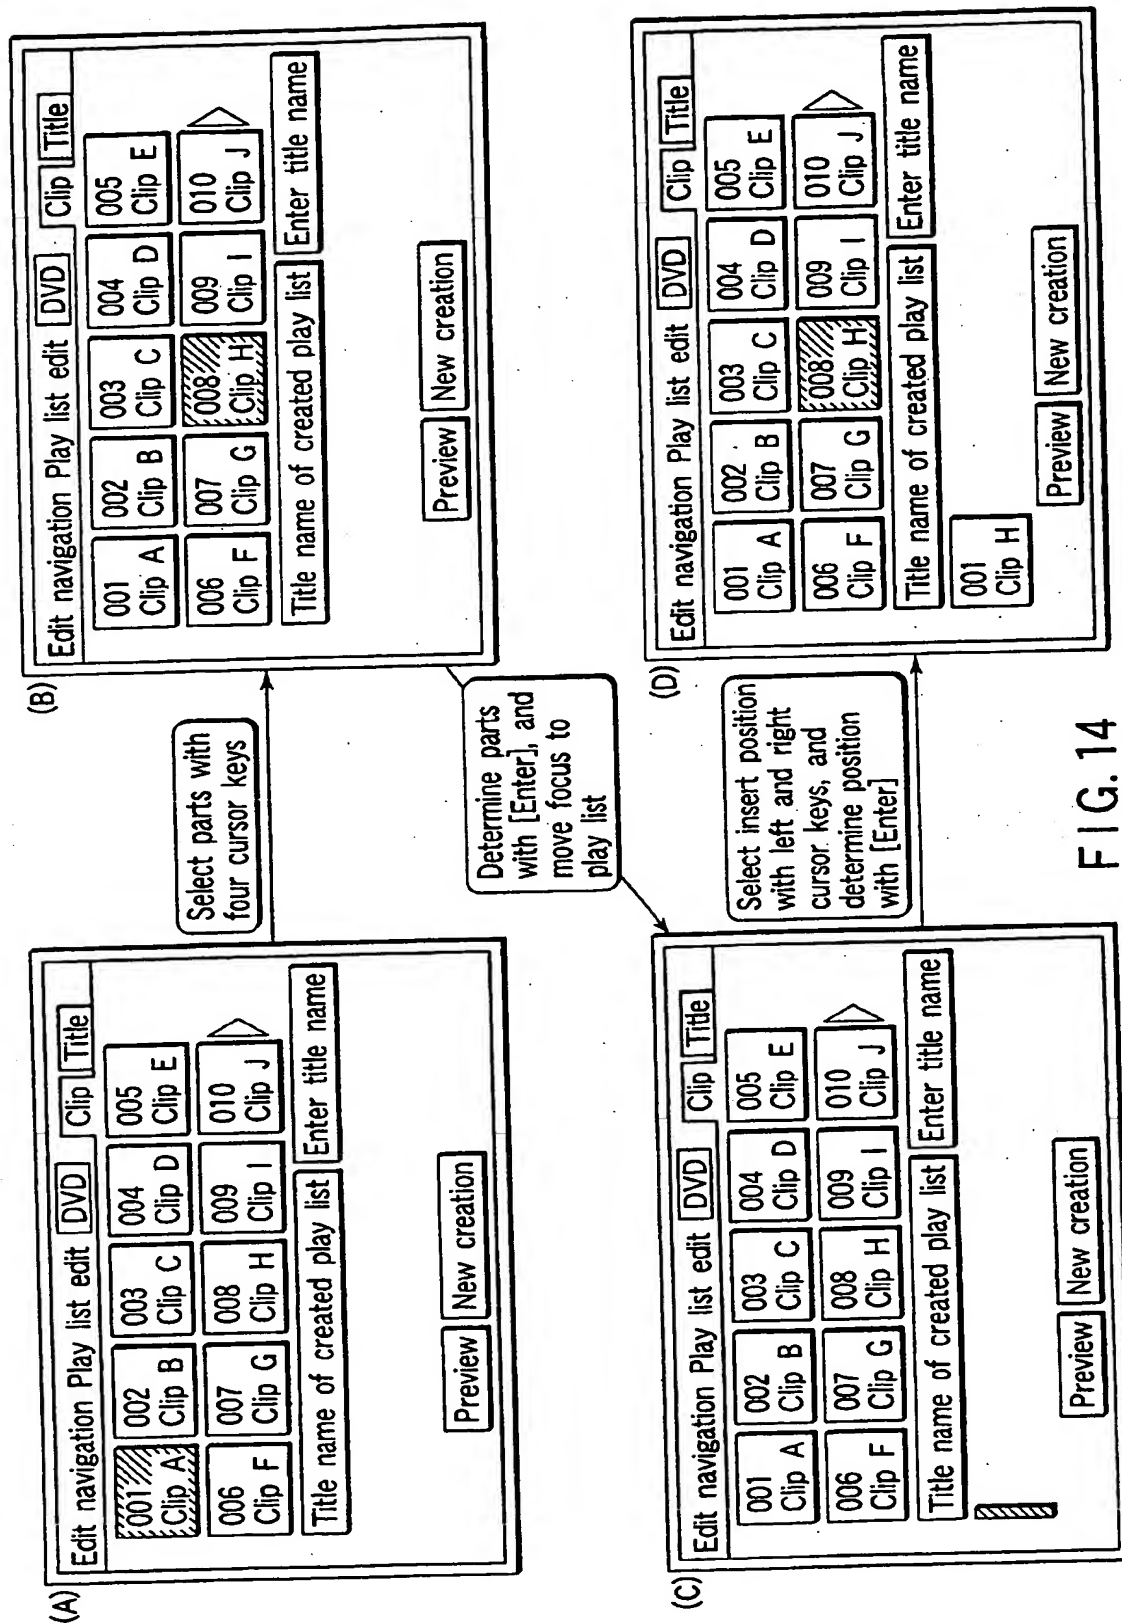 (A)
Edit navigation Play list edit DVD Clip Title
001 002 003 004 005
Clip A Clip B Clip C Clip D Clip E
006 007 008 009 010
Clip F Clip G Clip H Clip I Clip J
Title name of created play list Enter title name
Preview New creation
Select parts with
four cursor keys
(B)
Edit navigation Play list edit DVD Clip Title
001 002 003 004 005
Clip A Clip B Clip C Clip D Clip E
006 007 008 009 010
Clip F Clip G Clip H Clip I Clip J
Title name of created play list Enter title name
Preview New creation
Determine parts
with [Enter], and
move focus to
play list
(C)
Edit navigation Play list edit DVD Clip Title
001 002 003 004 005
Clip A Clip B Clip C Clip D Clip E
006 007 008 009 010
Clip F Clip G Clip H Clip I Clip J
Title name of created play list Enter title name
Preview New creation
Select insert position
with left and right
cursor keys, and
determine position
with [Enter]
(D)
Edit navigation Play list edit DVD Clip Title
001 002 003 004 005
Clip A Clip B Clip C Clip D Clip E
006 007 008 009 010
Clip F Clip G Clip H Clip I Clip J
Title name of created play list Enter title name
001
Clip H
Preview New creation
FIG. 14